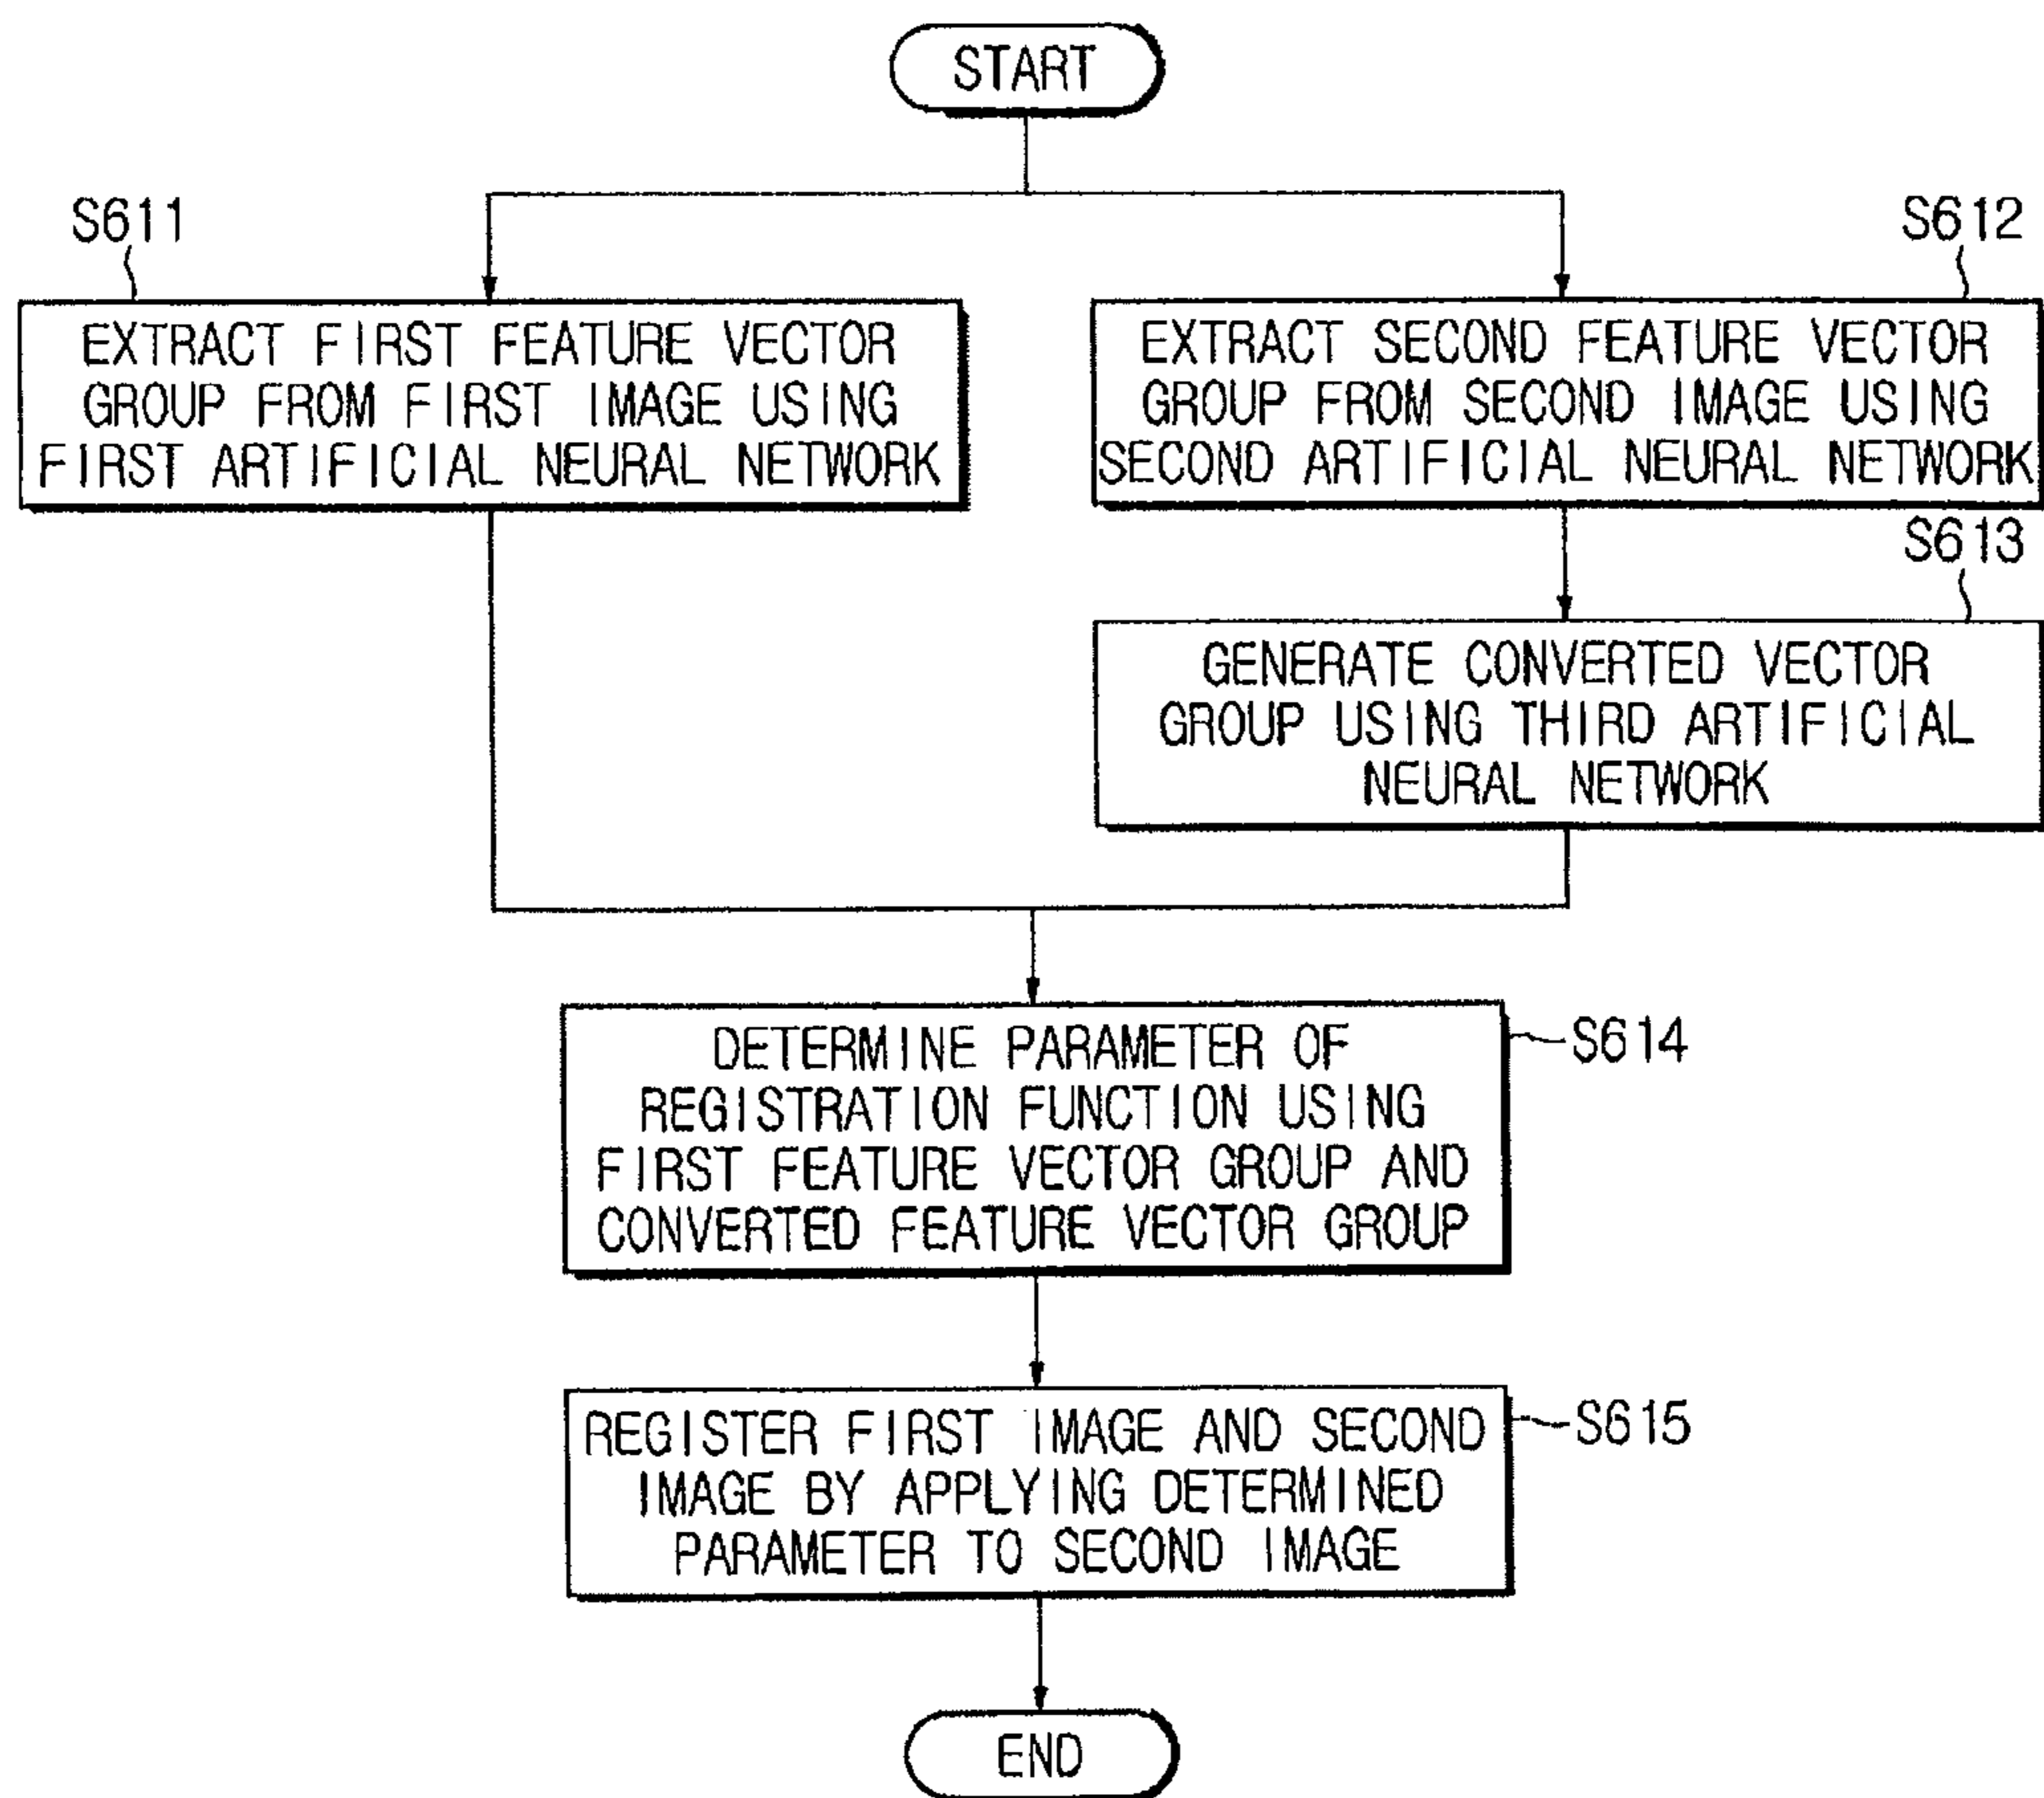 START
S611
EXTRACT FIRST FEATURE VECTOR
GROUP FROM FIRST IMAGE USING
FIRST ARTIFICIAL NEURAL NETWORK
S612
EXTRACT SECOND FEATURE VECTOR
GROUP FROM SECOND IMAGE USING
SECOND ARTIFICIAL NEURAL NETWORK
S613
GENERATE CONVERTED VECTOR
GROUP USING THIRD ARTIFICIAL
NEURAL NETWORK
DETERMINE PARAMETER OF
REGISTRATION FUNCTION USING
FIRST FEATURE VECTOR GROUP AND
CONVERTED FEATURE VECTOR GROUP
S614
REGISTER FIRST IMAGE AND SECOND
IMAGE BY APPLYING DETERMINED
PARAMETER TO SECOND IMAGE
S615
END